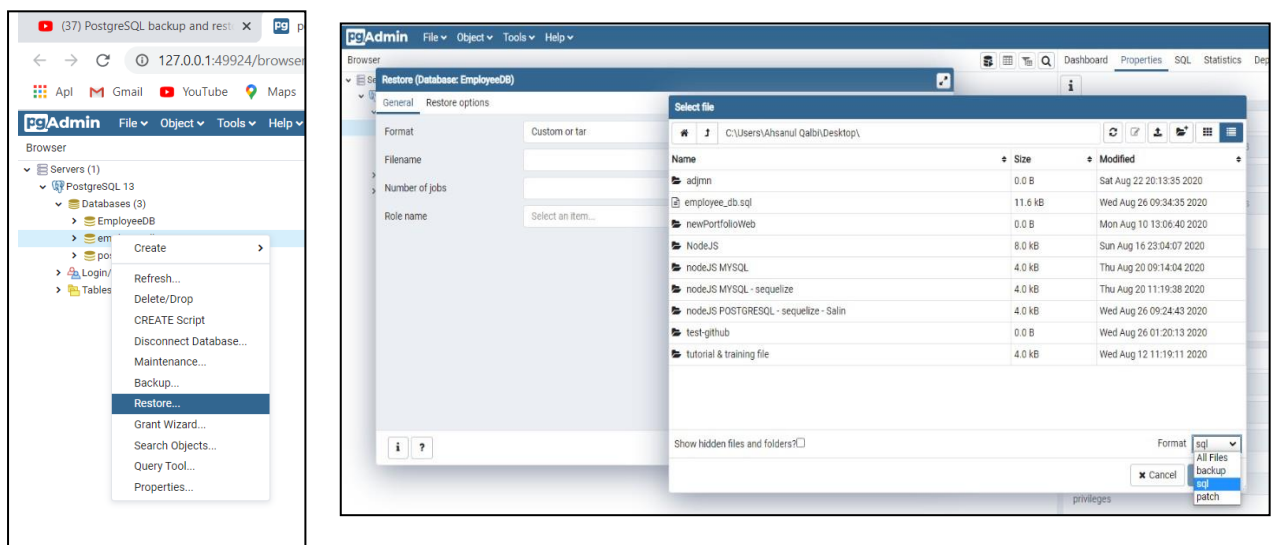 (37) PostgreSQL backup and rest
127.0.0.1:49924/browser
Apl Gmail YouTube Maps
pgAdmin File Object Tools Help
Browser
Servers (1)
PostgreSQL 13
Databases (3)
EmployeeDB
em
pos
Login/
Tables
Create
Refresh...
Delete/Drop
CREATE Script
Disconnect Database...
Maintenance...
Backup...
Restore...
Grant Wizard...
Search Objects...
Query Tool...
Properties...
pgAdmin File Object Tools Help
Browser
Dashboard Properties SQL Statistics Dep
Se
Restore (Database: EmployeeDB)
General Restore options
Format Custom or tar
Filename
Number of jobs
Role name Select an item...
i ?
i
Select file
C:\Users\Ahsanul Qalbi\Desktop\
Name Size Modified
adjmn 0.0 B Sat Aug 22 20:13:35 2020
employee_db.sql 11.6 kB Wed Aug 26 09:34:35 2020
newPortfolioWeb 0.0 B Mon Aug 10 13:06:40 2020
NodeJS 8.0 kB Sun Aug 16 23:04:07 2020
nodeJS MYSQL 4.0 kB Thu Aug 20 09:14:04 2020
nodeJS MYSQL - sequelize 4.0 kB Thu Aug 20 11:19:38 2020
nodeJS POSTGRESQL - sequelize - Salin 4.0 kB Wed Aug 26 09:24:43 2020
test-github 0.0 B Wed Aug 26 01:20:13 2020
tutorial & training file 4.0 kB Wed Aug 12 11:19:11 2020
Show hidden files and folders?
Format sql
All Files
backup
sql
patch
Cancel
privileges